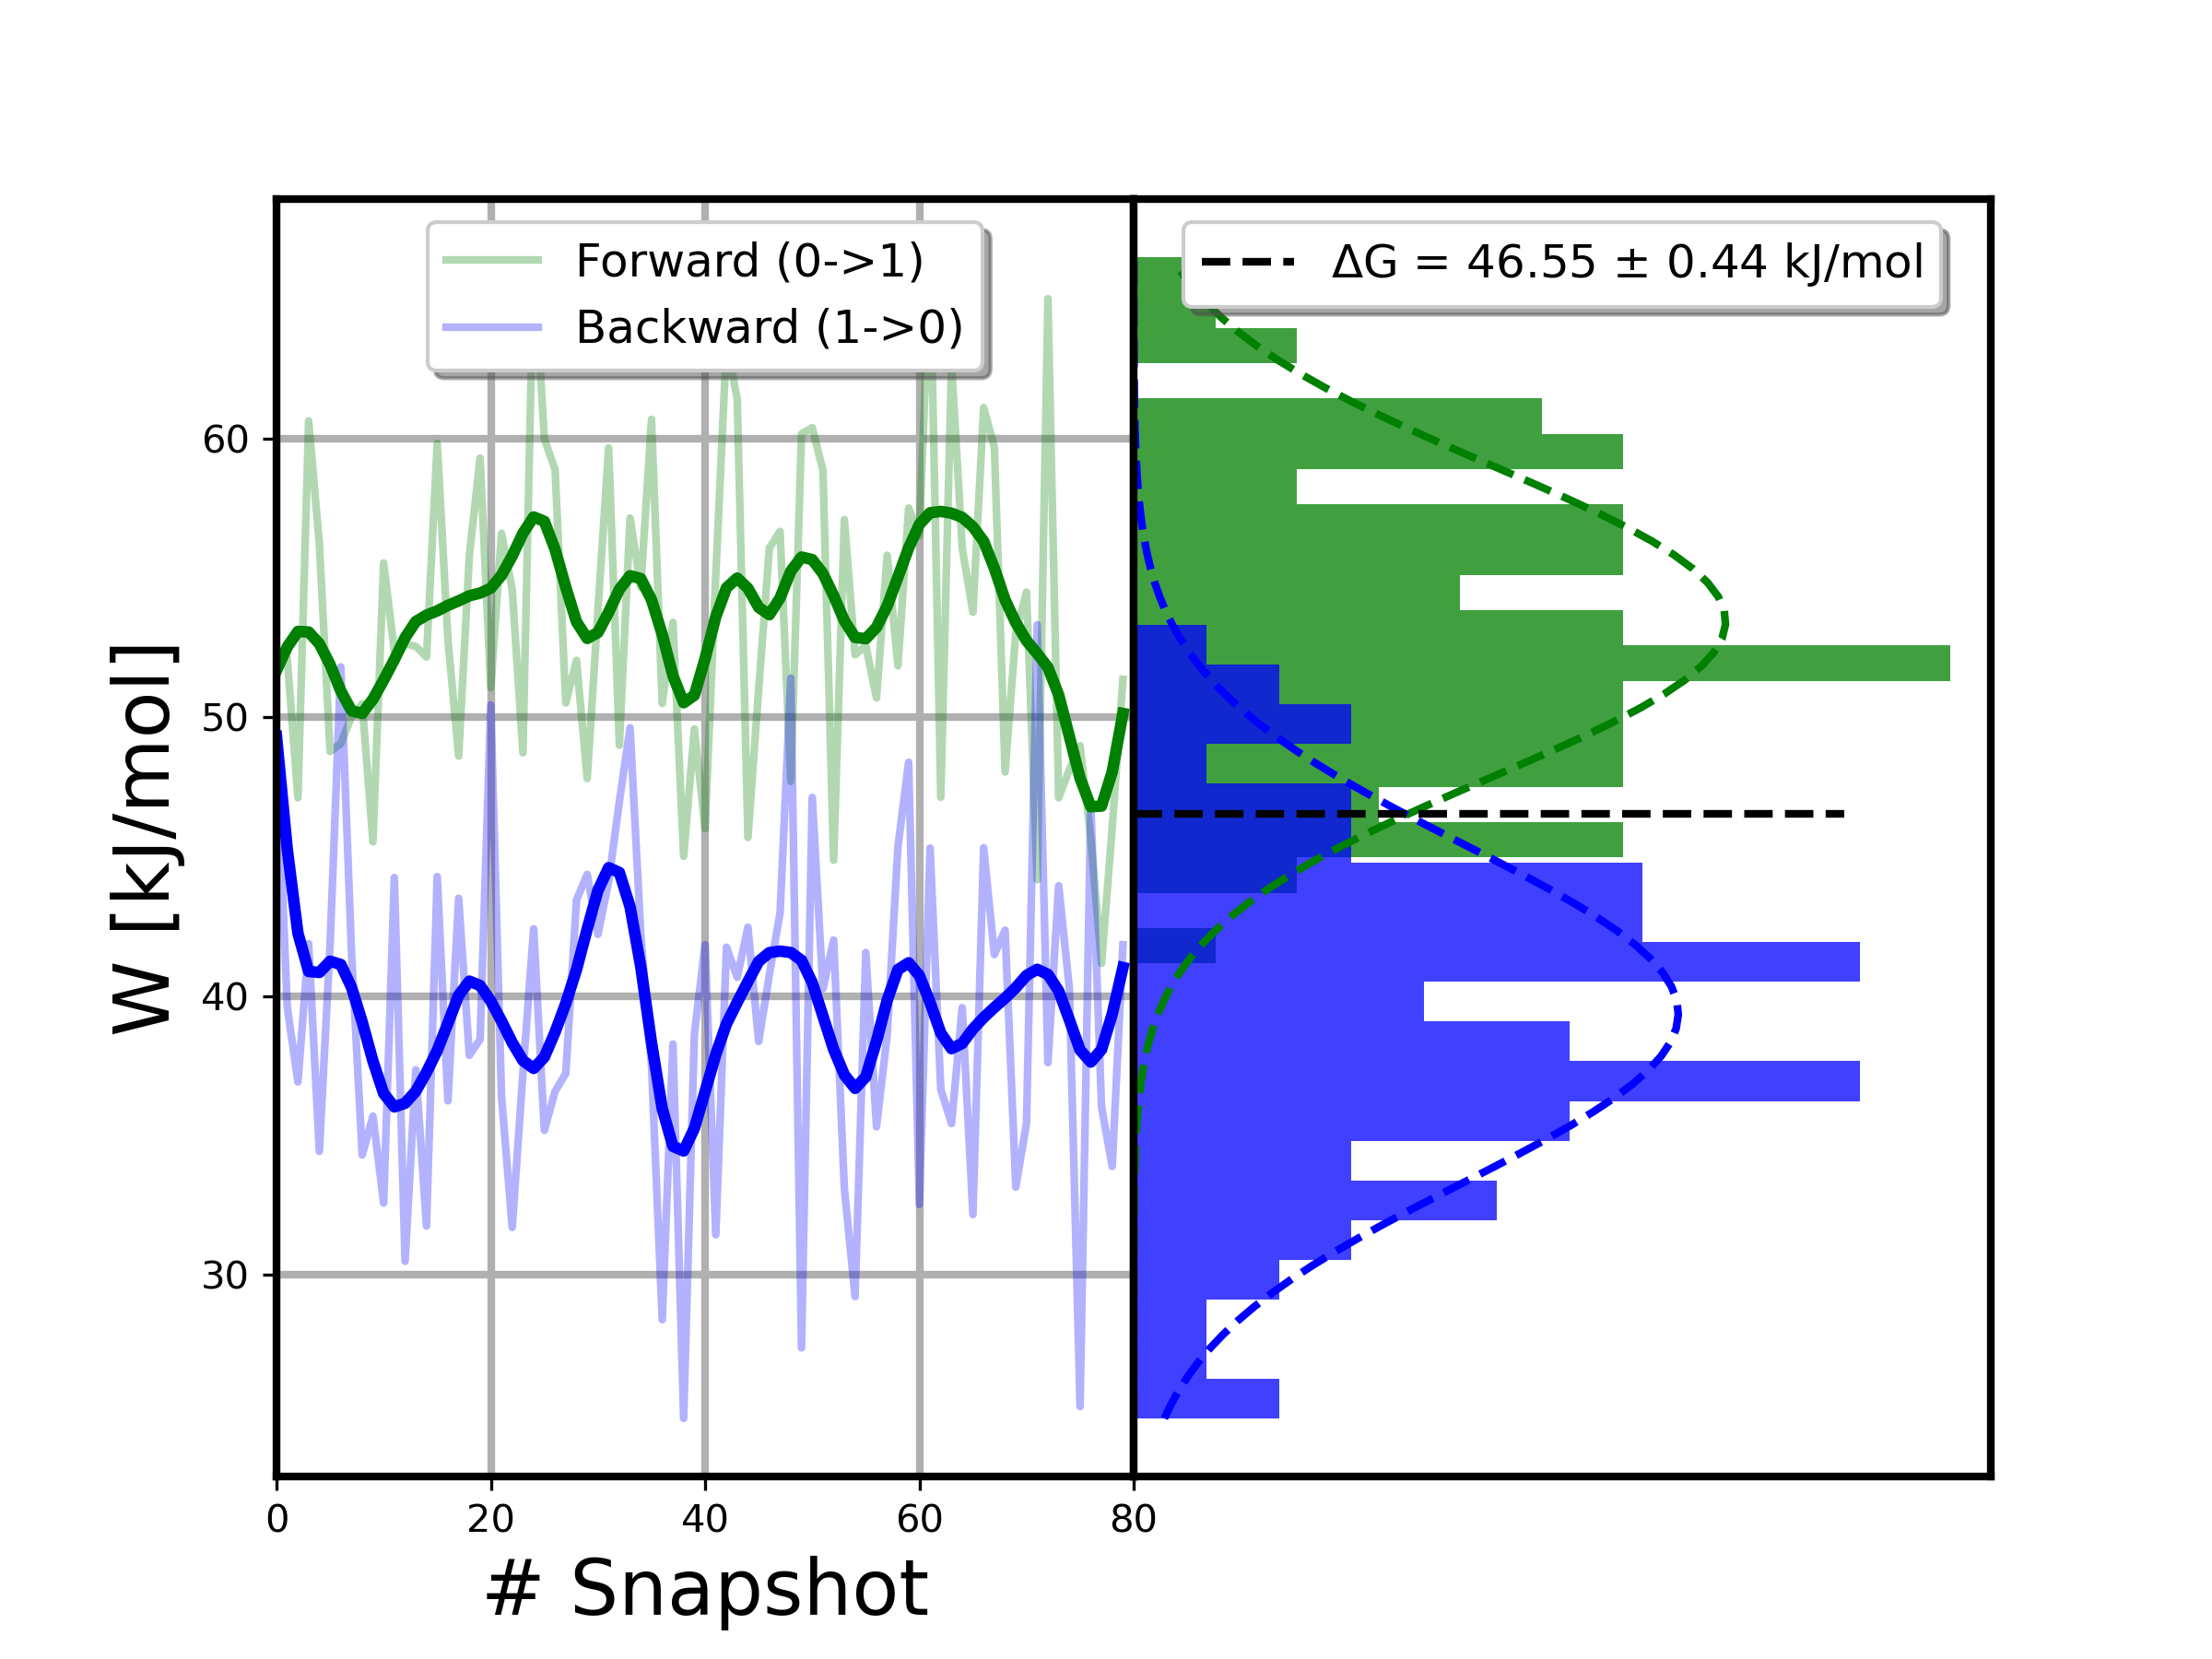 Forward (0->1)
Backward (1->0)
ΔG = 46.55 ± 0.44 kJ/mol
W [kJ/mol]
60
50
40
30
0 20 40 60 80
# Snapshot